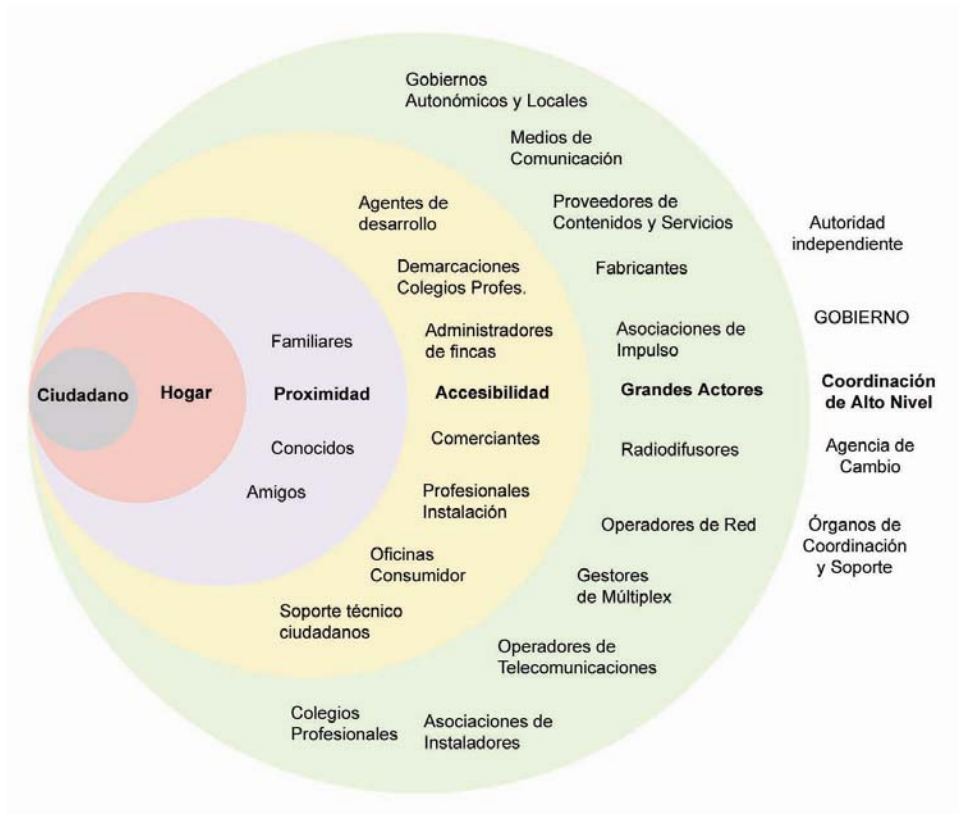 Gobiernos
Autonómicos y Locales
Medios de
Comunicación
Agentes de
desarrollo
Proveedores de
Contenidos y Servicios
Autoridad
independiente
Demarcaciones
Colegios Profes.
Fabricantes
GOBIERNO
Familiares
Administradores
de fincas
Asociaciones de
Impulso
Ciudadano
Hogar
Proximidad
Accesibilidad
Grandes Actores
Coordinación
de Alto Nivel
Conocidos
Comerciantes
Radiodifusores
Agencia de
Cambio
Amigos
Profesionales
Instalación
Operadores de Red
Órganos de
Coordinación
y Soporte
Oficinas
Consumidor
Gestores
de Múltiplex
Soporte técnico
ciudadanos
Operadores de
Telecomunicaciones
Colegios
Profesionales
Asociaciones de
Instaladores